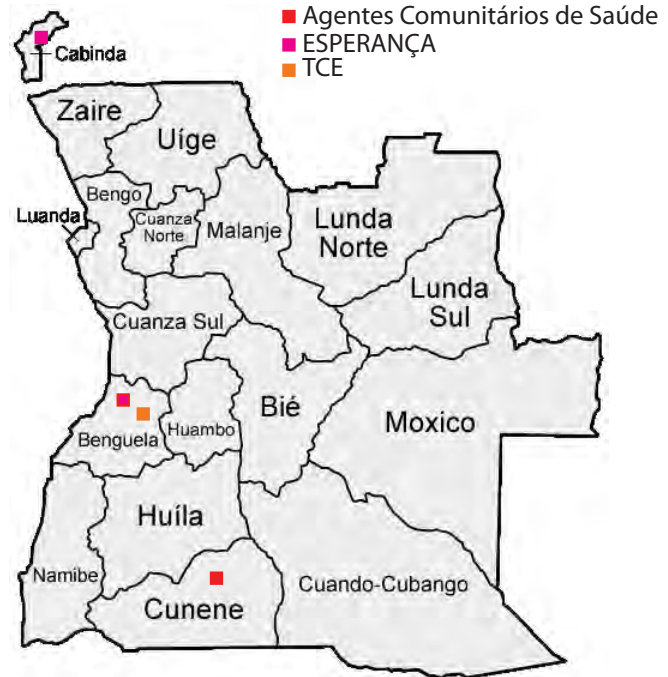 Agentes Comunitários de Saúde
ESPERANÇA
TCE
Cabinda
Zaire
Uíge
Bengo
Luanda
Cuanza
Norte
Malanje
Lunda
Norte
Lunda
Sul
Cuanza Sul
Benguela
Huambo
Bié
Moxico
Huíla
Namibe
Cunene
Cuando-Cubango